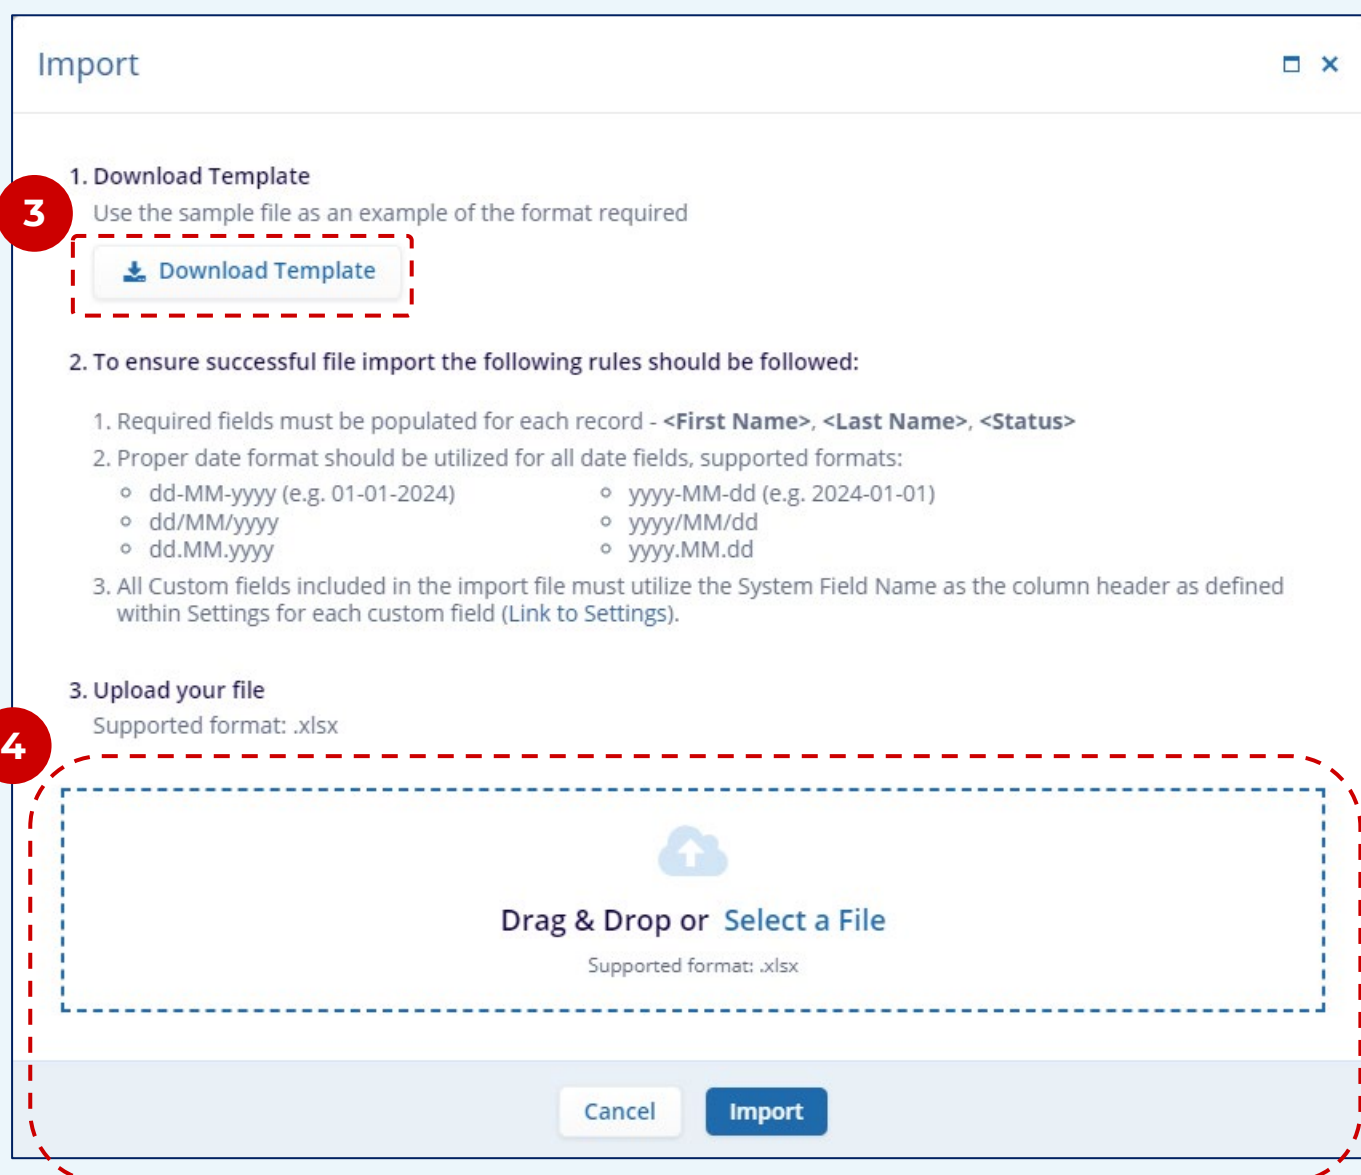 Import
1. Download Template
3
Use the sample file as an example of the format required
Download Template
2. To ensure successful file import the following rules should be followed:
1. Required fields must be populated for each record - <First Name>, <Last Name>, <Status>
2. Proper date format should be utilized for all date fields, supported formats:
dd-MM-yyyy (e.g. 01-01-2024)
yyyy-MM-dd (e.g. 2024-01-01)
dd/MM/yyyy
yyyy/MM/dd
dd.MM.yyyy
yyyy.MM.dd
3. All Custom fields included in the import file must utilize the System Field Name as the column header as defined
within Settings for each custom field (Link to Settings).
3. Upload your file
Supported format: .xlsx
4
Drag & Drop or Select a File
Supported format: .xlsx
Cancel
Import